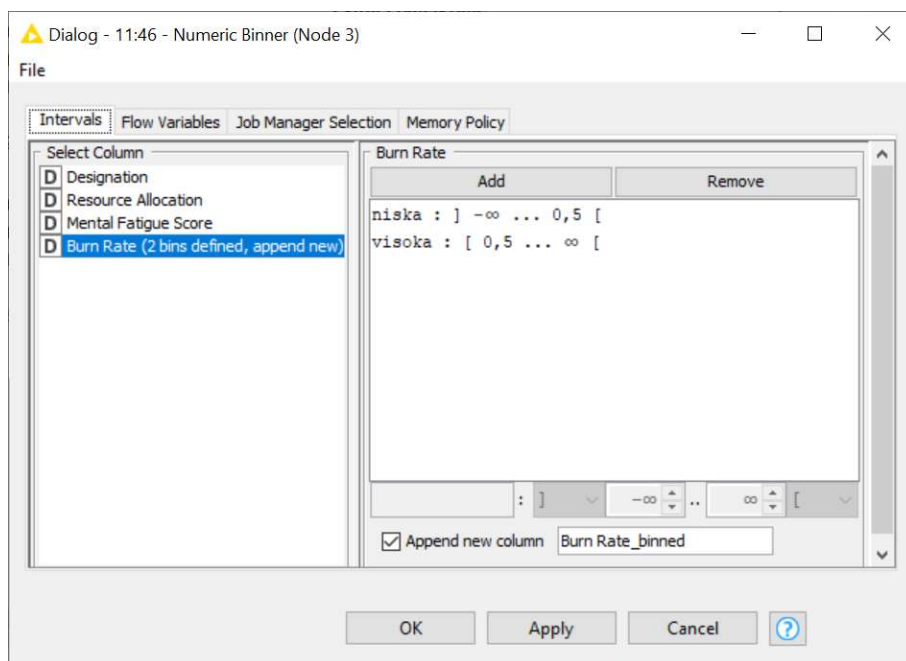 Dialog - 11:46 - Numeric Binner (Node 3)
File
Intervals Flow Variables Job Manager Selection Memory Policy
Select Column
D Designation
D Resource Allocation
D Mental Fatigue Score
D Burn Rate (2 bins defined, append new)
Burn Rate
Add Remove
niska : ] -∞ ... 0,5 [
visoka : [ 0,5 ... ∞ [
: ] -∞ .. ∞ [
Append new column Burn Rate_binned
OK Apply Cancel ?